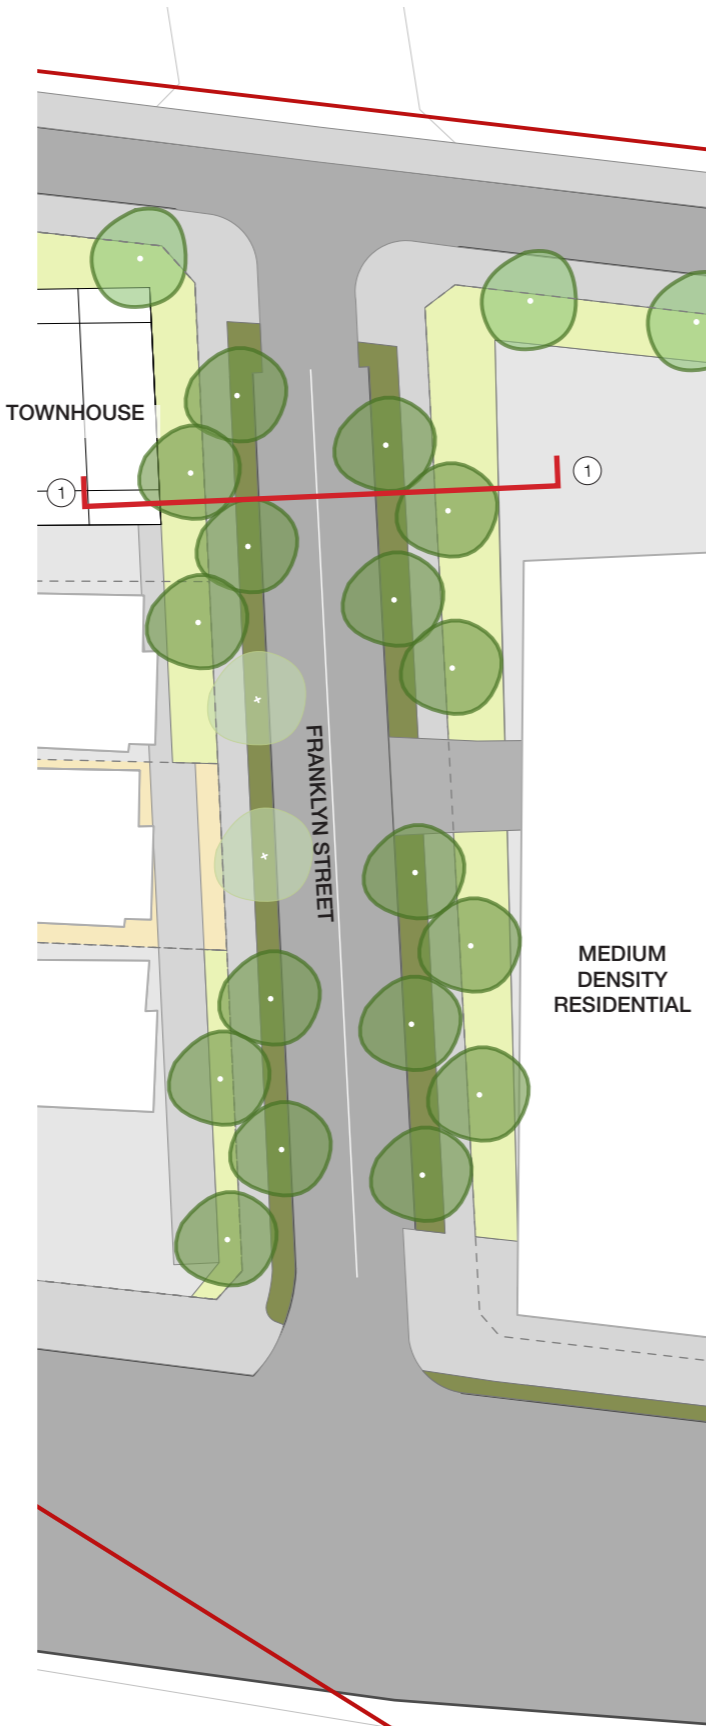 TOWNHOUSE
1
1
FRANKLYN STREET
MEDIUM
DENSITY
RESIDENTIAL